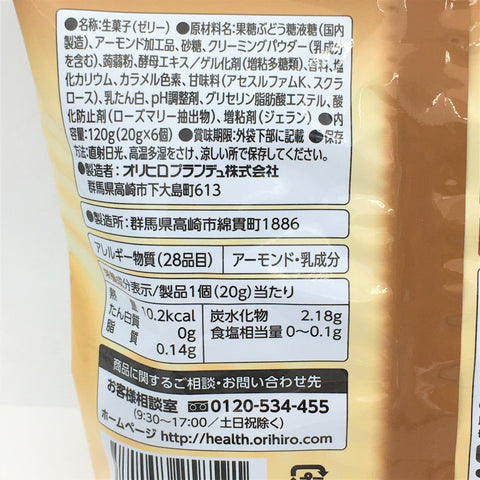 ●名称:生菓子(ゼリー) ●原材料名:果糖ぶどう糖液糖(国内
製造)、アーモンド加工品、砂糖、クリーミングパウダー(乳成分
を含む)、蒟蒻粉、酵母エキス/ゲル化剤(増粘多糖類)、香料、塩
化カリウム、カラメル色素、甘味料(アセスルファムK、スクラ
ロース)、乳たん白、pH調整剤、グリセリン脂肪酸エステル、酸
化防止剤(ローズマリー抽出物)、増粘剤(ジェラン) ●内
容量:120g(20g×6個) ●賞味期限:外袋下部に記載 ●保存
方法:直射日光、高温多湿をさけ、涼しい所で保存してください。
●製造者:オリヒロプランデュ株式会社
群馬県高崎市下大島町613
●製造所:群馬県高崎市綿貫町1886
アレルギー物質(28品目) アーモンド・乳成分
成分表示/製品1個(20g)当たり
熱量 10.2kcal 炭水化物 2.18g
たん白質 0g 食塩相当量 0~0.1g
脂質 0.14g
商品に関するご相談・お問い合わせ先
お客様相談室 0120-534-455
(9:30~17:00/土日祝除く)
ホームページ http://health.orihiro.com/
プラ